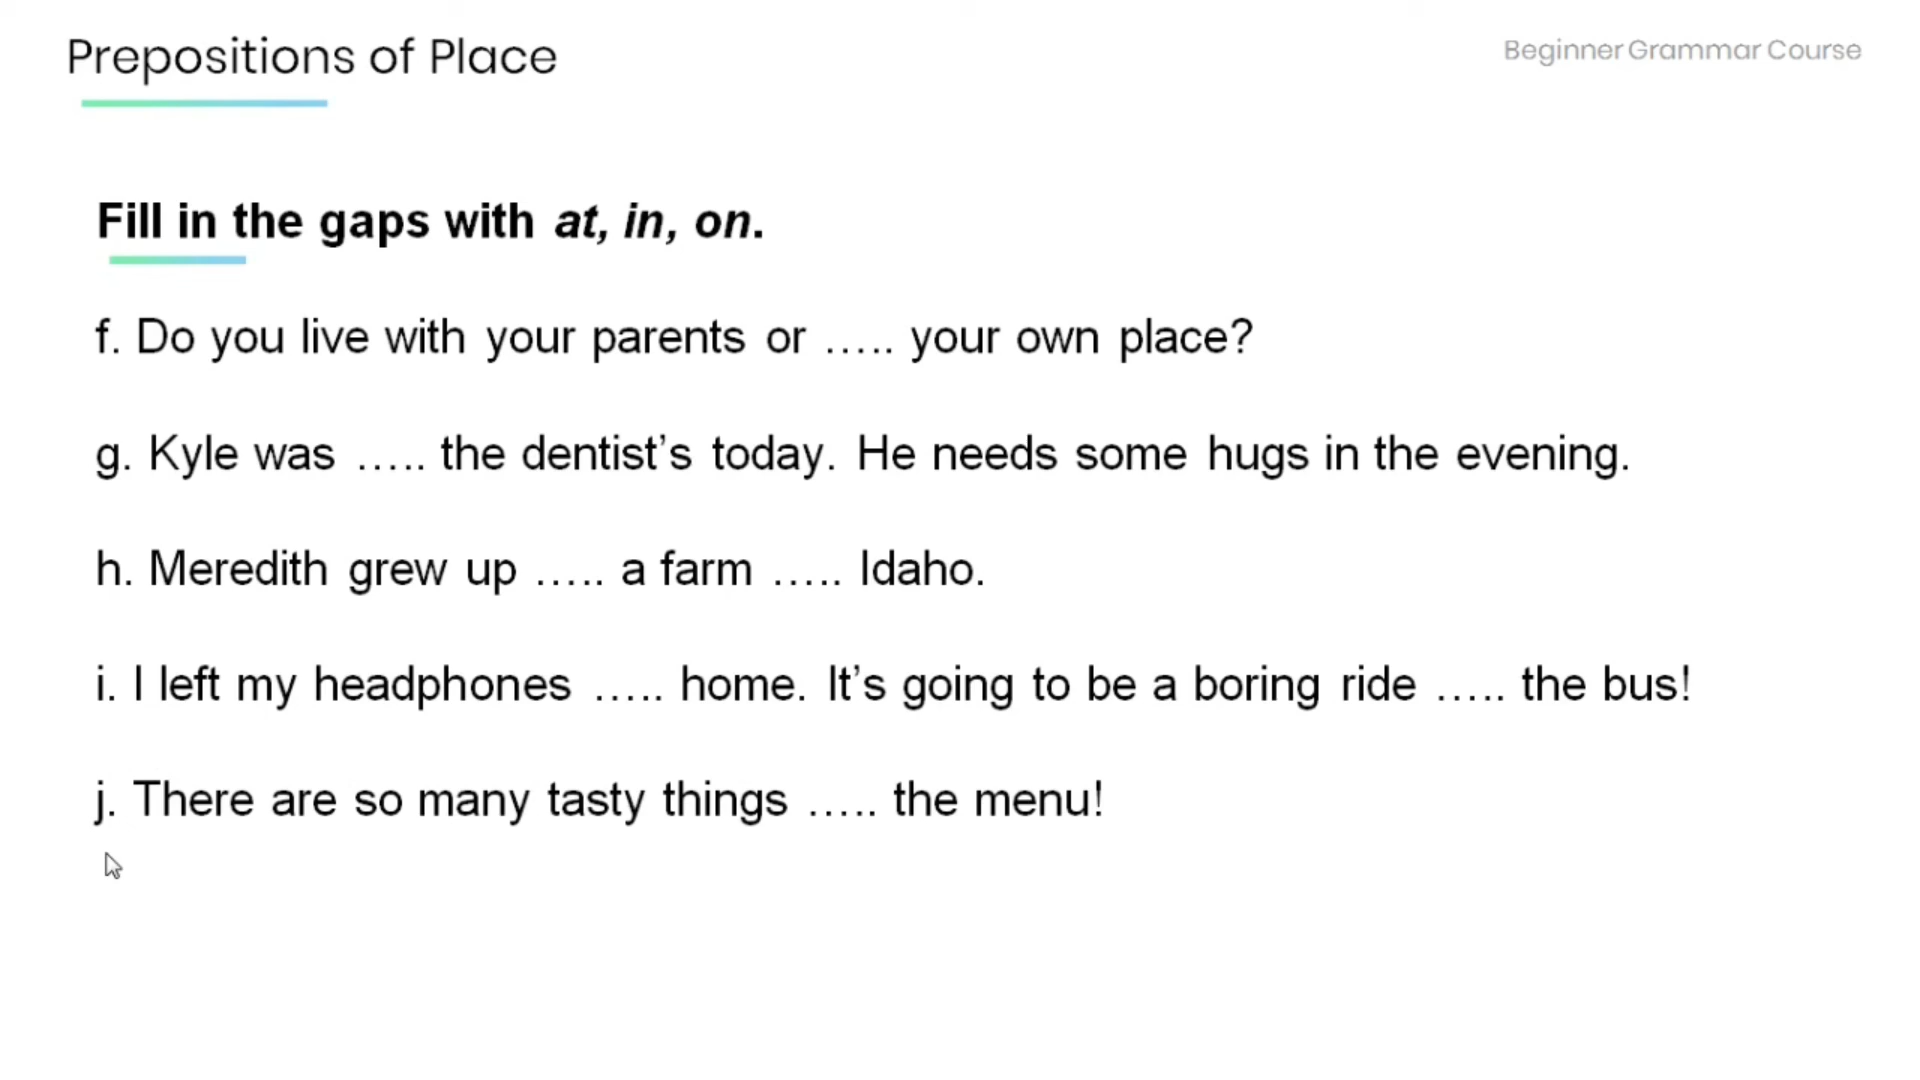 Prepositions of Place
Beginner Grammar Course
Fill in the gaps with at, in, on.
f. Do you live with your parents or ….. your own place?
g. Kyle was ….. the dentist’s today. He needs some hugs in the evening.
h. Meredith grew up ….. a farm ….. Idaho.
i. I left my headphones ….. home. It’s going to be a boring ride ….. the bus!
j. There are so many tasty things ….. the menu!